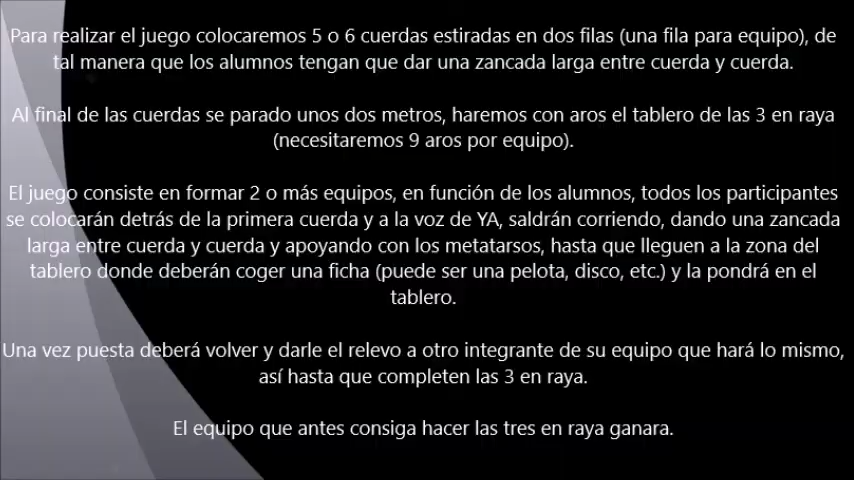 Para realizar el juego colocaremos 5 o 6 cuerdas estiradas en dos filas (una fila para equipo), de
tal manera que los alumnos tengan que dar una zancada larga entre cuerda y cuerda.
Al final de las cuerdas se parado unos dos metros, haremos con aros el tablero de las 3 en raya
(necesitaremos 9 aros por equipo).
El juego consiste en formar 2 o más equipos, en función de los alumnos, todos los participantes
se colocarán detrás de la primera cuerda y a la voz de YA, saldrán corriendo, dando una zancada
larga entre cuerda y cuerda y apoyando con los metatarsos, hasta que lleguen a la zona del
tablero donde deberán coger una ficha (puede ser una pelota, disco, etc.) y la pondrá en el
tablero.
Una vez puesta deberá volver y darle el relevo a otro integrante de su equipo que hará lo mismo,
así hasta que completen las 3 en raya.
El equipo que antes consiga hacer las tres en raya ganara.